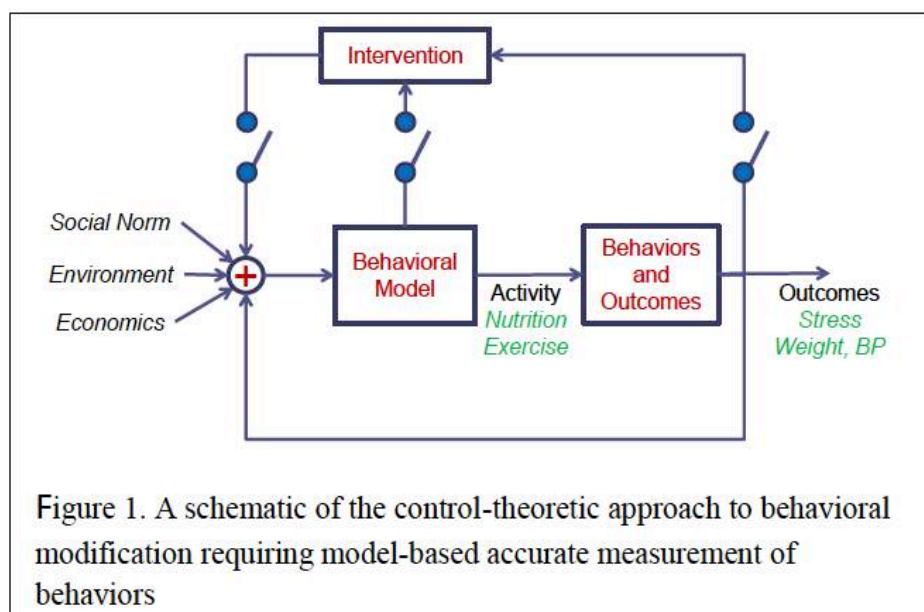 Intervention
Social Norm
Environment
Economics
+
Behavioral
Model
Activity
Nutrition
Exercise
Behaviors
and
Outcomes
Outcomes
Stress
Weight, BP
Figure 1. A schematic of the control-theoretic approach to behavioral
modification requiring model-based accurate measurement of
behaviors